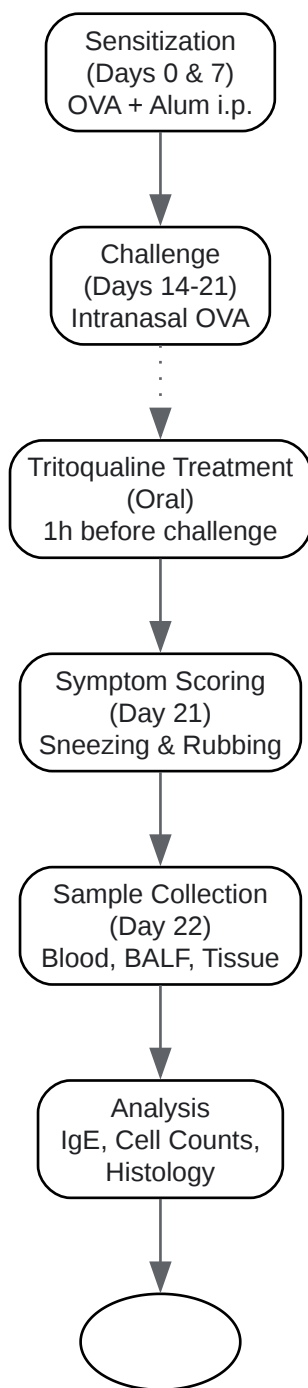 Sensitization
(Days 0 & 7)
OVA + Alum i.p.
Challenge
(Days 14-21)
Intranasal OVA
Tritoqualine Treatment
(Oral)
1h before challenge
Symptom Scoring
(Day 21)
Sneezing & Rubbing
Sample Collection
(Day 22)
Blood, BALF, Tissue
Analysis
IgE, Cell Counts,
Histology